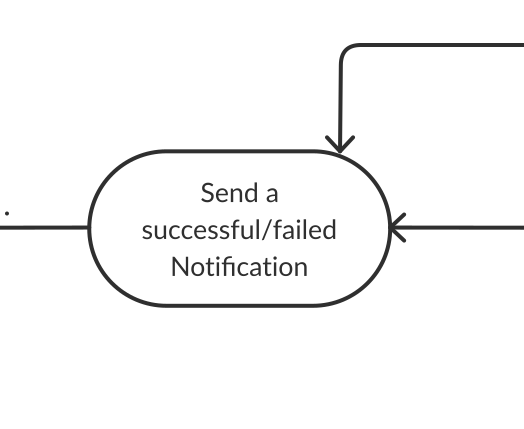 .
Send a
successful/failed
Notification